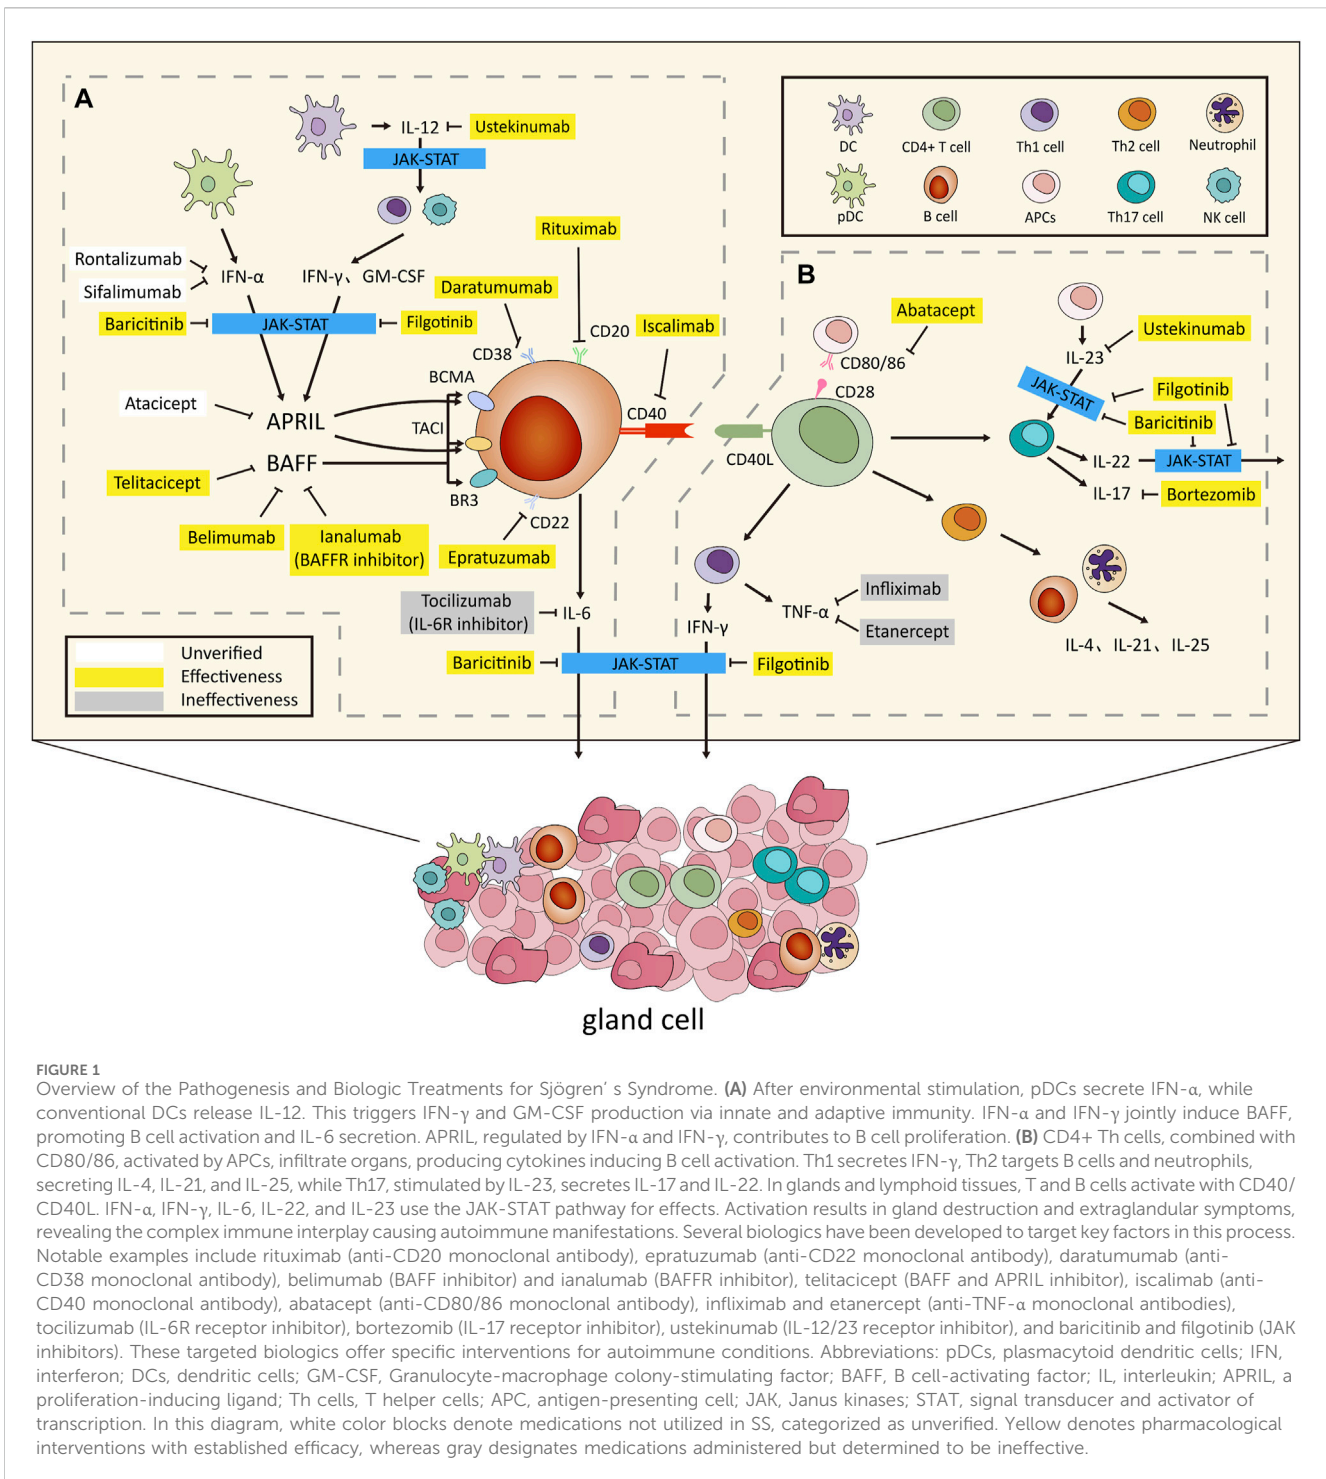 A
IL-12
Ustekinumab
JAK-STAT
Rontalizumab
Sifalimumab
IFN-α
IFN-γ、 GM-CSF
Baricitinib
JAK-STAT
Filgotinib
Daratumumab
Rituximab
Iscalimab
CD38
CD20
CD40
BCMA
TACI
BR3
CD22
Atacicept
APRIL
BAFF
Telitacicept
Belimumab
Ianalumab
(BAFFR inhibitor)
Epratuzumab
Tocilizumab
(IL-6R inhibitor)
IL-6
Baricitinib
JAK-STAT
Filgotinib
Unverified
Effectiveness
Ineffectiveness
DC
CD4+ T cell
Th1 cell
Th2 cell
Neutrophil
pDC
B cell
APCs
Th17 cell
NK cell
B
Abatacept
CD80/86
CD28
CD40L
IL-23
Ustekinumab
JAK-STAT
Filgotinib
Baricitinib
IL-22
JAK-STAT
IL-17
Bortezomib
TNF-α
Infliximab
Etanercept
IFN-γ
IL-4、 IL-21、 IL-25
gland cell
FIGURE 1
Overview of the Pathogenesis and Biologic Treatments for Sjögren’ s Syndrome. (A) After environmental stimulation, pDCs secrete IFN-α, while
conventional DCs release IL-12. This triggers IFN-γ and GM-CSF production via innate and adaptive immunity. IFN-α and IFN-γ jointly induce BAFF,
promoting B cell activation and IL-6 secretion. APRIL, regulated by IFN-α and IFN-γ, contributes to B cell proliferation. (B) CD4+ Th cells, combined with
CD80/86, activated by APCs, infiltrate organs, producing cytokines inducing B cell activation. Th1 secretes IFN-γ, Th2 targets B cells and neutrophils,
secreting IL-4, IL-21, and IL-25, while Th17, stimulated by IL-23, secretes IL-17 and IL-22. In glands and lymphoid tissues, T and B cells activate with CD40/
CD40L. IFN-α, IFN-γ, IL-6, IL-22, and IL-23 use the JAK-STAT pathway for effects. Activation results in gland destruction and extraglandular symptoms,
revealing the complex immune interplay causing autoimmune manifestations. Several biologics have been developed to target key factors in this process.
Notable examples include rituximab (anti-CD20 monoclonal antibody), epratuzumab (anti-CD22 monoclonal antibody), daratumumab (anti-
CD38 monoclonal antibody), belimumab (BAFF inhibitor) and ianalumab (BAFFR inhibitor), telitacicept (BAFF and APRIL inhibitor), iscalimab (anti-
CD40 monoclonal antibody), abatacept (anti-CD80/86 monoclonal antibody), infliximab and etanercept (anti-TNF-α monoclonal antibodies),
tocilizumab (IL-6R receptor inhibitor), bortezomib (IL-17 receptor inhibitor), ustekinumab (IL-12/23 receptor inhibitor), and baricitinib and filgotinib (JAK
inhibitors). These targeted biologics offer specific interventions for autoimmune conditions. Abbreviations: pDCs, plasmacytoid dendritic cells; IFN,
interferon; DCs, dendritic cells; GM-CSF, Granulocyte-macrophage colony-stimulating factor; BAFF, B cell-activating factor; IL, interleukin; APRIL, a
proliferation-inducing ligand; Th cells, T helper cells; APC, antigen-presenting cell; JAK, Janus kinases; STAT, signal transducer and activator of
transcription. In this diagram, white color blocks denote medications not utilized in SS, categorized as unverified. Yellow denotes pharmacological
interventions with established efficacy, whereas gray designates medications administered but determined to be ineffective.